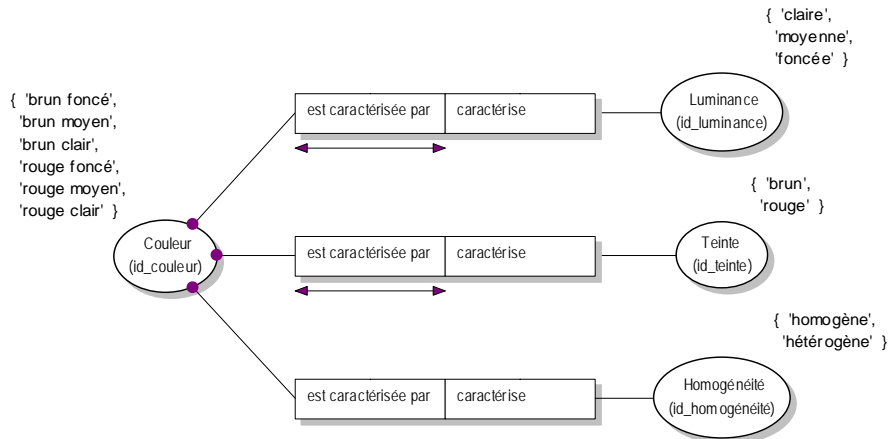 { 'claire',
'moyenne',
'foncée' }
{ 'brun foncé',
'brun moyen',
'brun clair',
'rouge foncé',
'rouge moyen',
'rouge clair' }
est caractérisée par
caractérise
Luminance
(id_luminance)
{ 'brun',
'rouge' }
Couleur
(id_couleur)
est caractérisée par
caractérise
Teinte
(id_teinte)
{ 'homogène',
'hétérogène' }
est caractérisée par
caractérise
Homogénéité
(id_homogénéité)